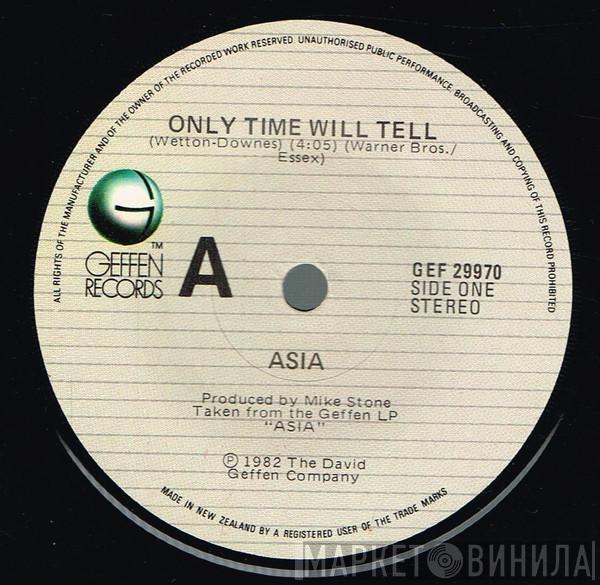 ALL RIGHTS OF THE MANUFACTURER AND OF THE OWNER OF THE RECORDED WORK RESERVED. UNAUTHORISED PUBLIC PERFORMANCE, BROADCASTING AND COPYING OF THIS RECORD PROHIBITED
ONLY TIME WILL TELL
(Wetton-Downes) (4:05) (Warner Bros./
Essex)
G
TM
GEFFEN
RECORDS
A
GEF 29970
SIDE ONE
STEREO
ASIA
Produced by Mike Stone
Taken from the Geffen LP
"ASIA"
℗ 1982 The David
Geffen Company
MADE IN NEW ZEALAND BY A REGISTERED USER OF THE TRADE MARKS
МАРКЕТ ВИНИЛА